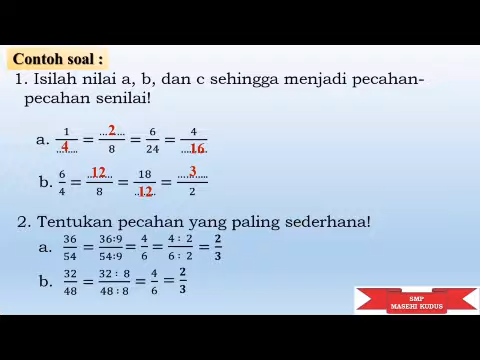 Contoh soal :
1. Isilah nilai a, b, dan c sehingga menjadi pecahan-
pecahan senilai!
a. 1/4 = 2/8 = 6/24 = 4/16
b. 6/4 = 12/8 = 18/12 = 3/2
2. Tentukan pecahan yang paling sederhana!
a. 36/54 = 36:9/54:9 = 4/6 = 4 : 2/6 : 2 = 2/3
b. 32/48 = 32 : 8/48 : 8 = 4/6 = 2/3
SMP
MASEHI KUDUS